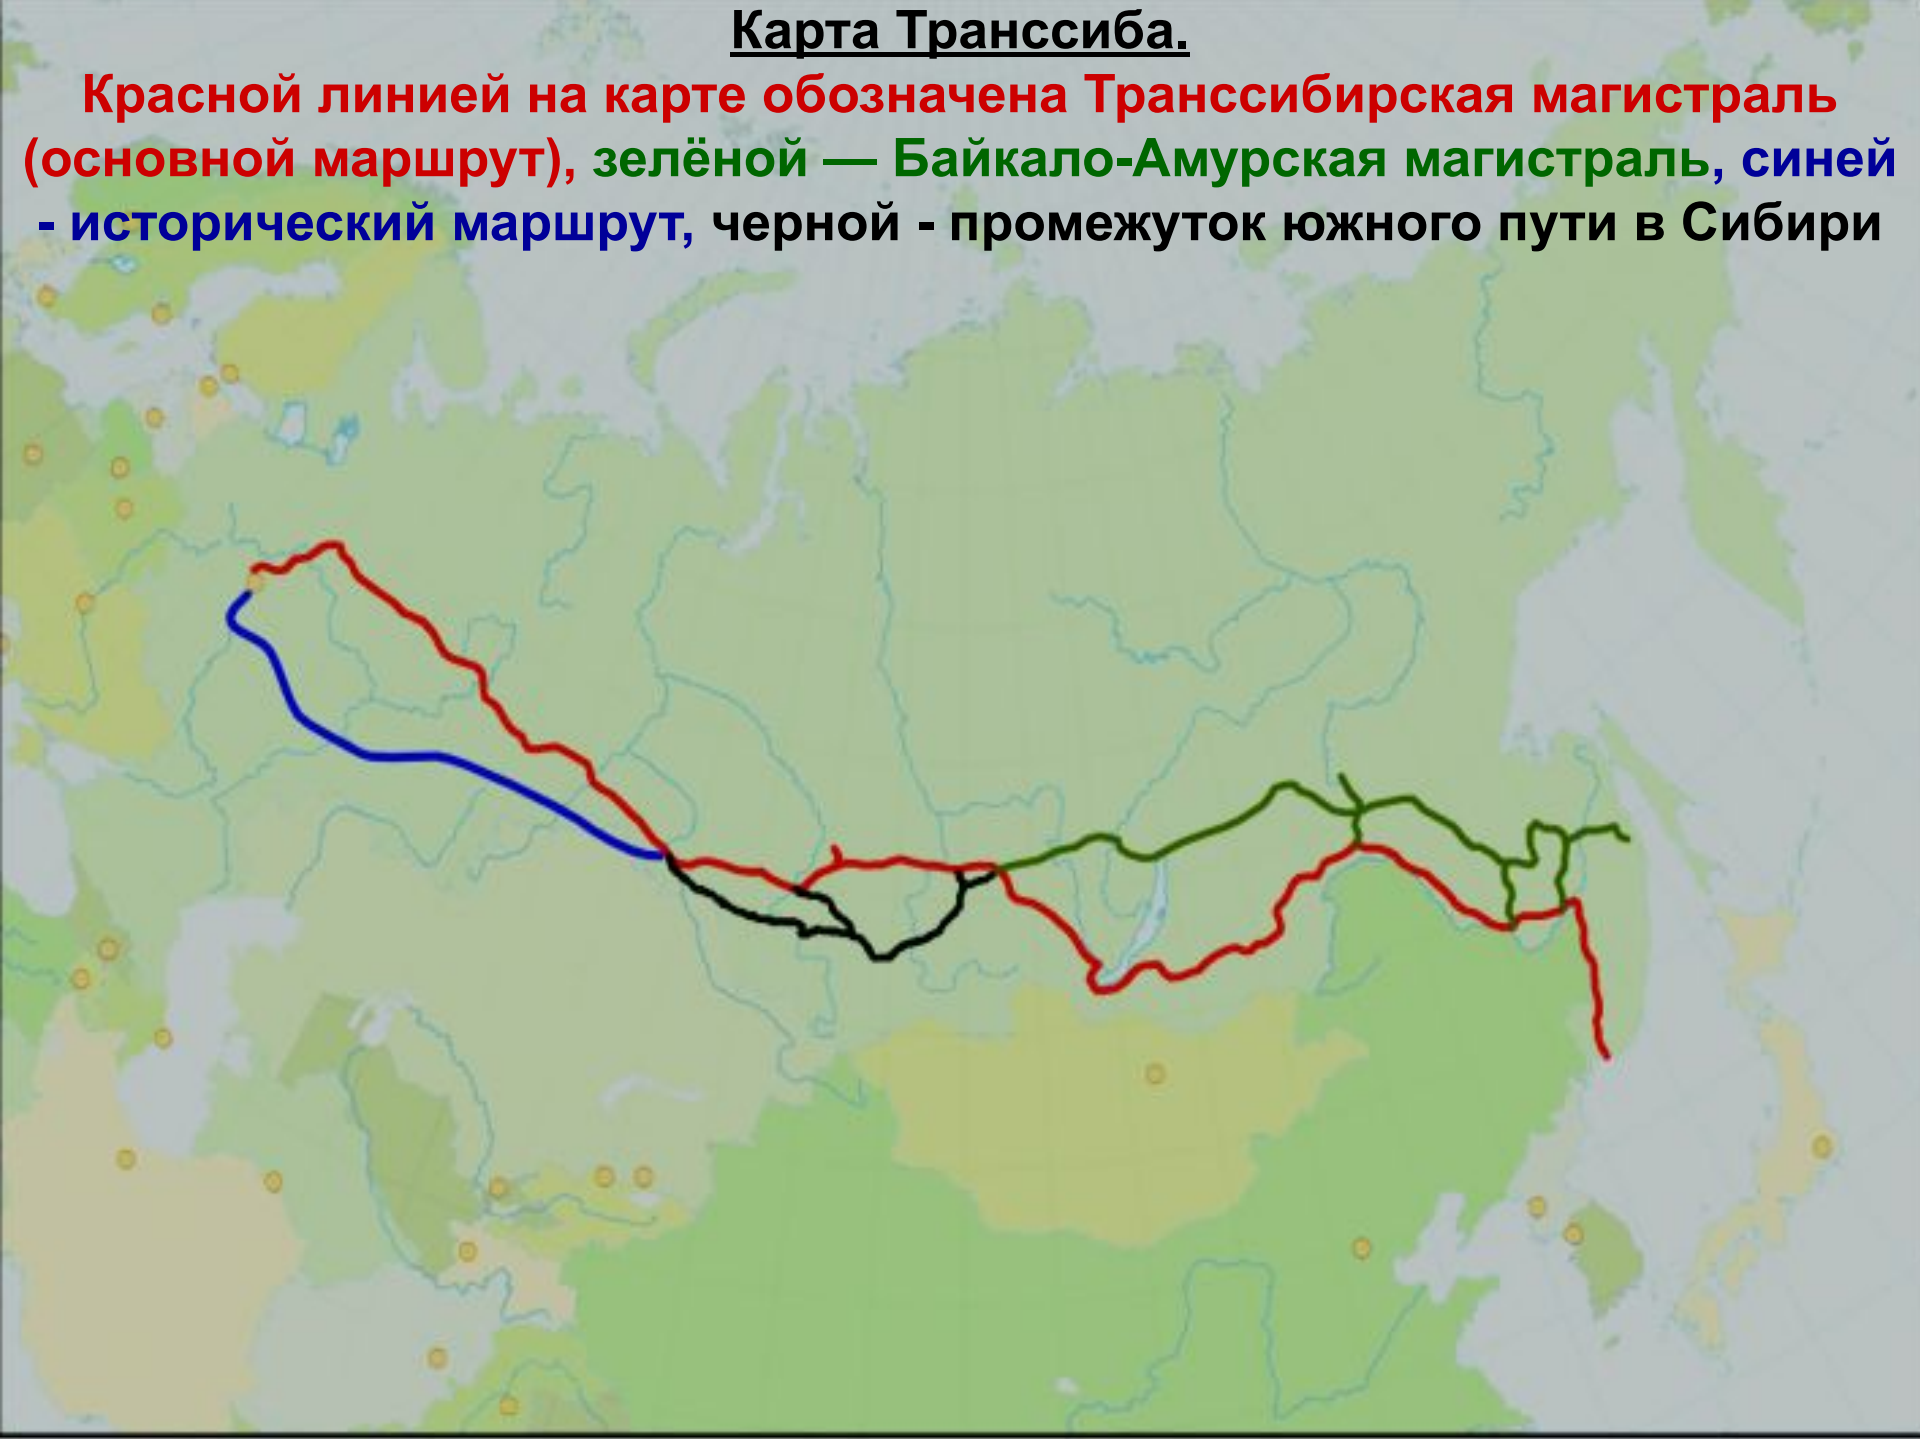 Карта Транссиба.
Красной линией на карте обозначена Транссибирская магистраль
(основной маршрут), зелёной — Байкало-Амурская магистраль, синей
- исторический маршрут, черной - промежуток южного пути в Сибири